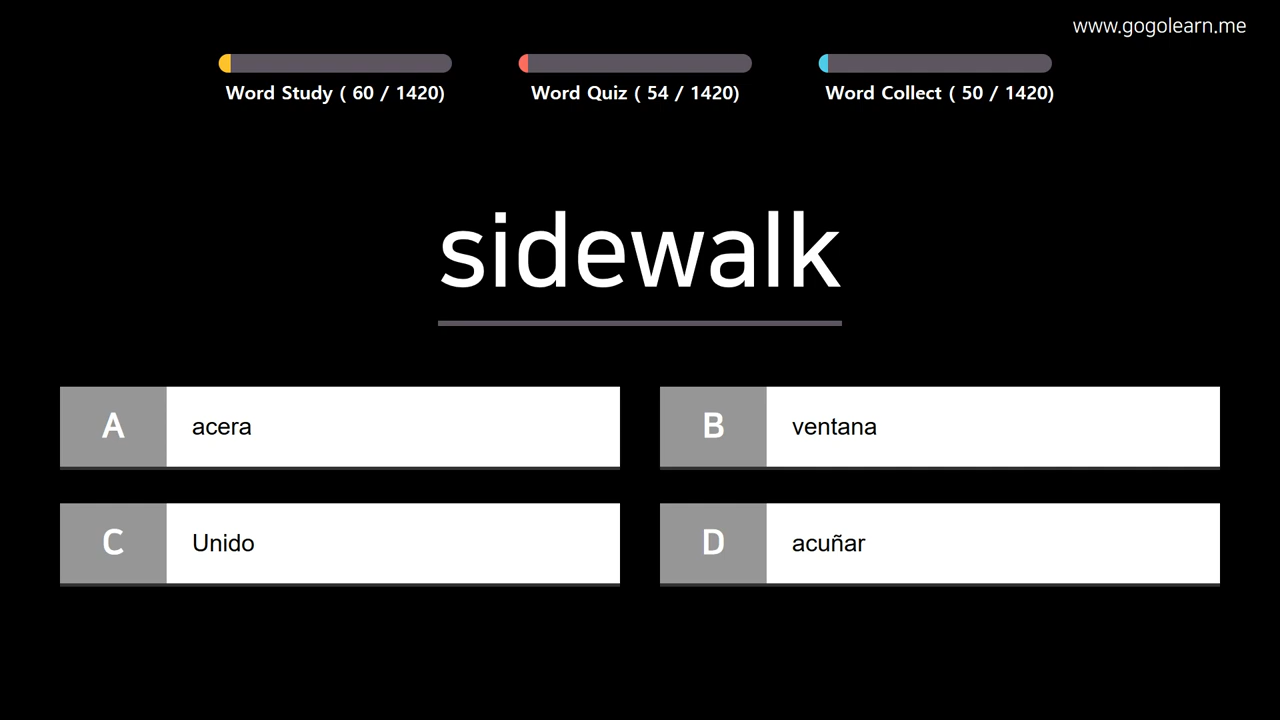 www.gogolearn.me
Word Study ( 60 / 1420)
Word Quiz ( 54 / 1420)
Word Collect ( 50 / 1420)
sidewalk
A acera
B ventana
C Unido
D acuñar